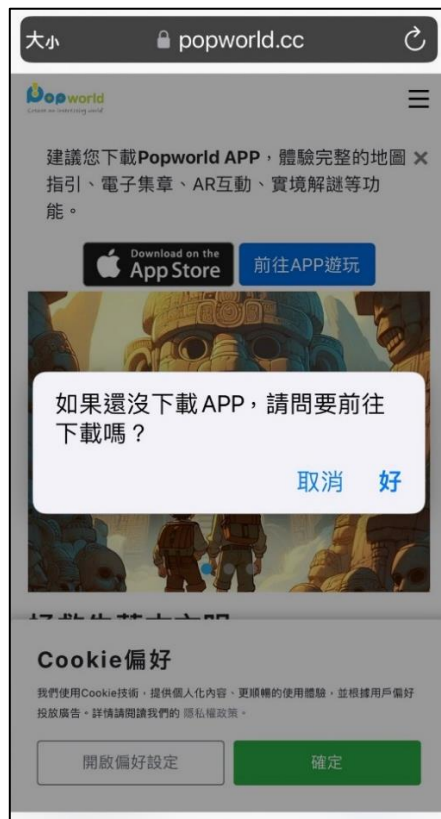 大小 popworld.cc
Popworld
建議您下載Popworld APP，體驗完整的地圖
指引、電子集章、AR互動、實境解謎等功
能。
Download on the
App Store
前往APP遊玩
如果還沒下載 APP，請問要前往
下載嗎？
取消 好
Cookie偏好
我們使用Cookie技術，提供個人化內容、更順暢的使用體驗，並根據用戶偏好
投放廣告。詳情請閱讀我們的 隱私權政策。
開啟偏好設定 確定